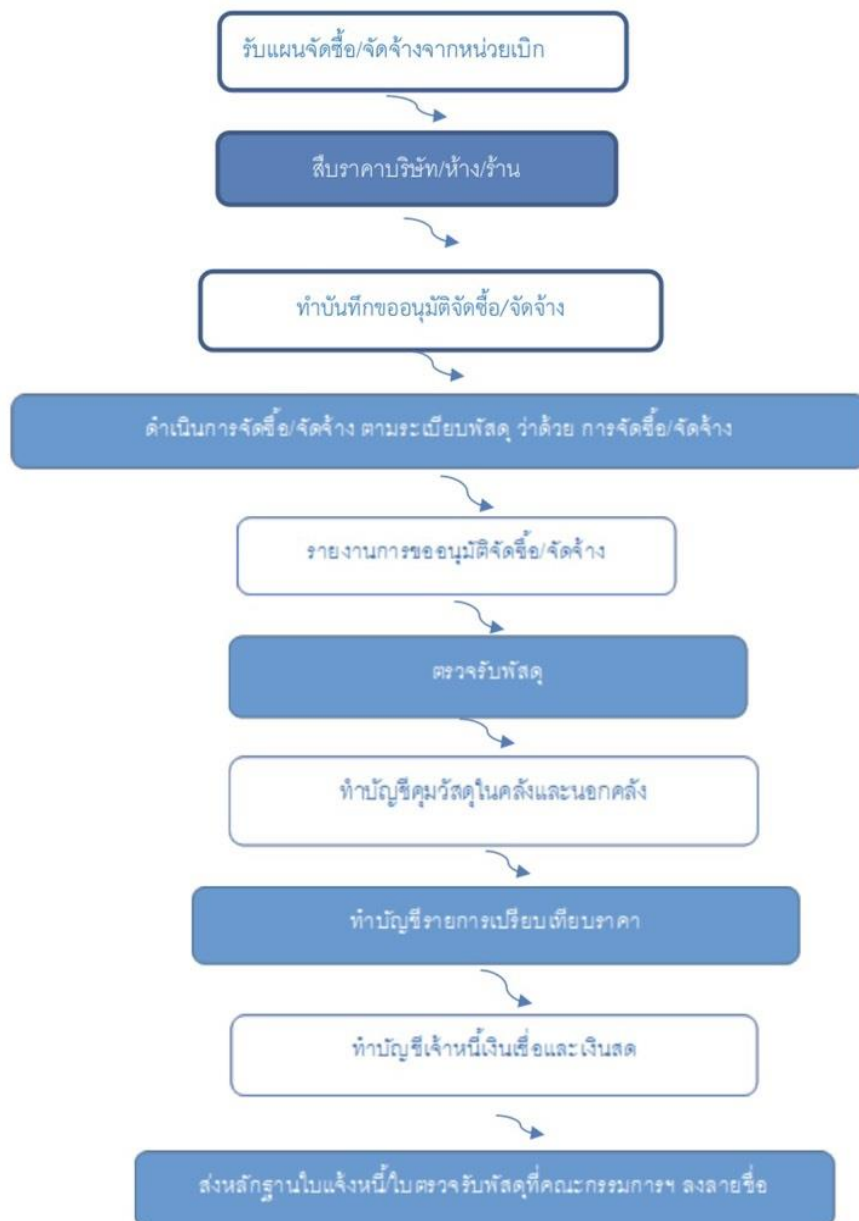 รับแผนจัดซื้อ/จัดจ้างจากหน่วยเบิก
สืบราคาบริษัท/ห้าง/ร้าน
ทำบันทึกขออนุมัติจัดซื้อ/จัดจ้าง
ดำเนินการจัดซื้อ/จัดจ้าง ตามระเบียบพัสดุ ว่าด้วย การจัดซื้อ/จัดจ้าง
รายงานการขออนุมัติจัดซื้อ/จัดจ้าง
ตรวจรับพัสดุ
ทำบัญชีคุมวัสดุในคลังและนอกคลัง
ทำบัญชีรายการเปรียบเทียบราคา
ทำบัญชีเจ้าหนี้เงินเชื่อและเงินสด
ส่งหลักฐานใบแจ้งหนี้/ใบตรวจรับพัสดุที่คณะกรรมการฯ ลงลายชื่อ